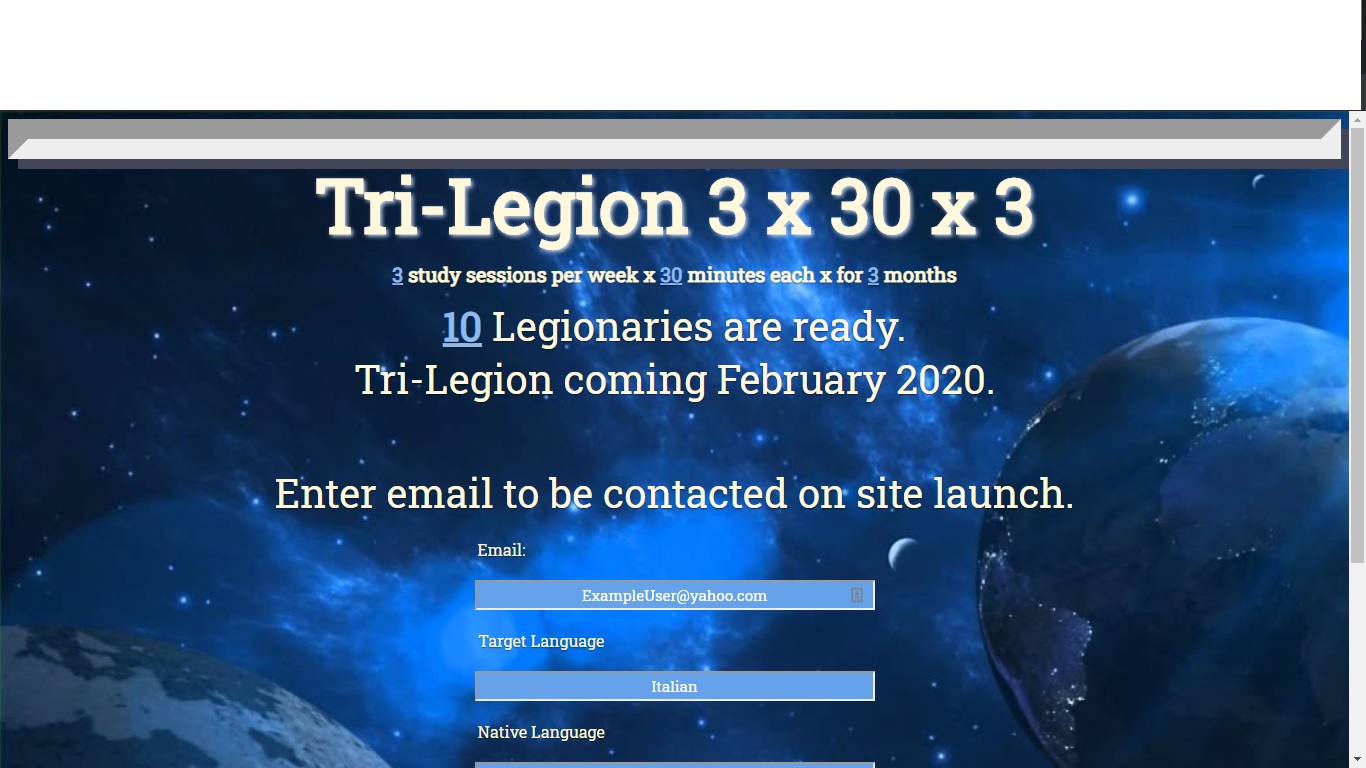 Tri-Legion 3 x 30 x 3
3 study sessions per week x 30 minutes each x for 3 months
10 Legionaries are ready.
Tri-Legion coming February 2020.
Enter email to be contacted on site launch.
Email:
ExampleUser@yahoo.com
Target Language
Italian
Native Language